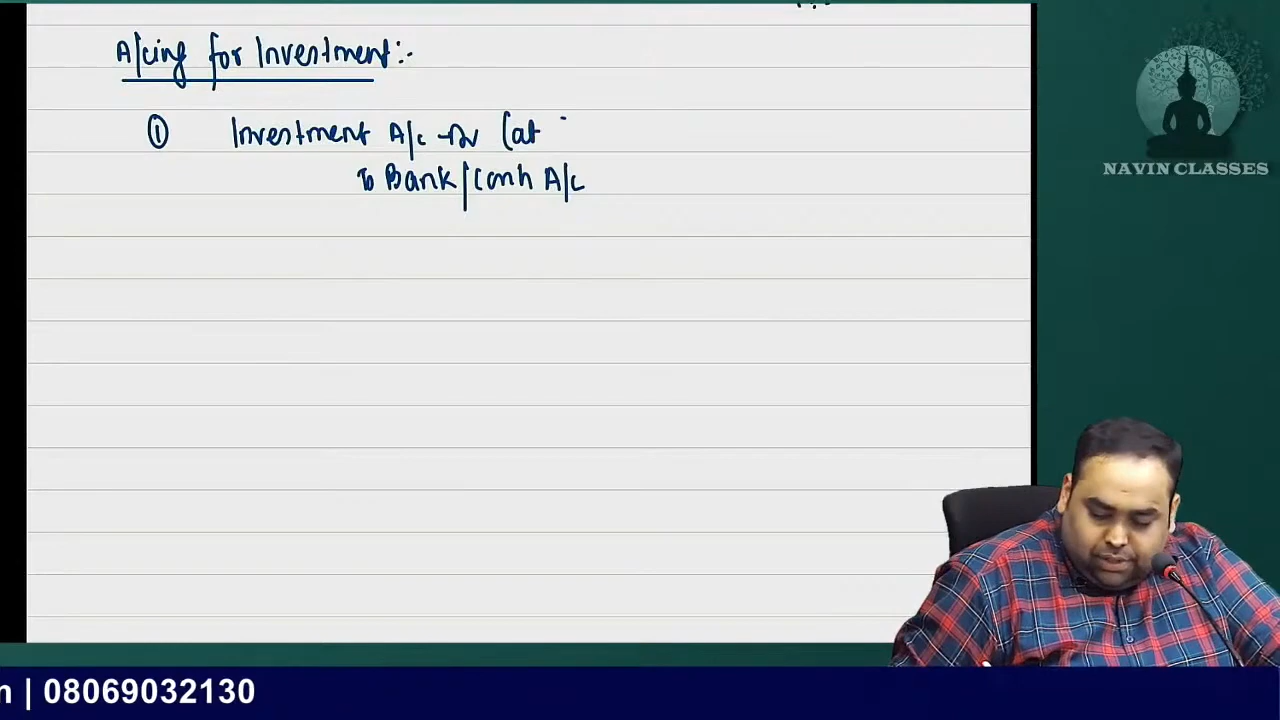 A/cing for Investment:-
① Investment A/c Dr (at
To Bank/Cash A/c
NAVIN CLASSES
| 08069032130